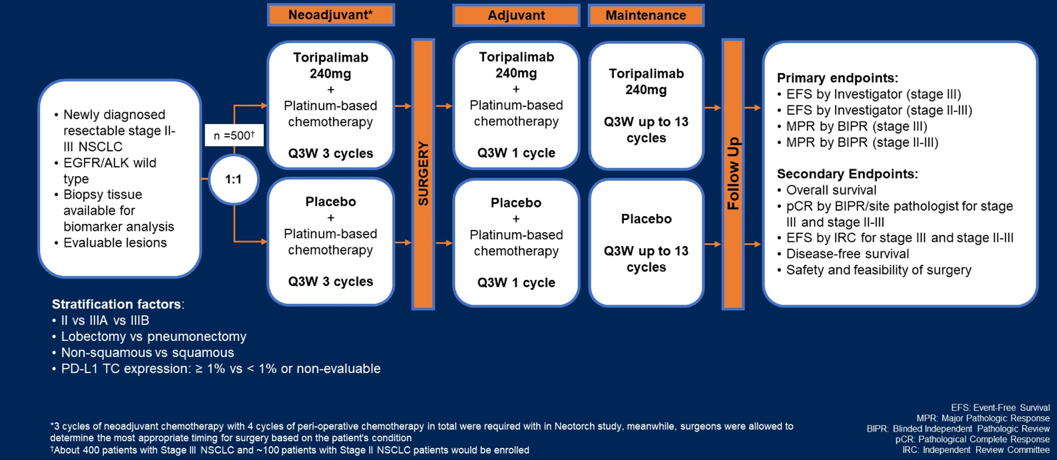 Neoadjuvant*
Adjuvant
Maintenance
• Newly diagnosed
resectable stage II-
III NSCLC
• EGFR/ALK wild
type
• Biopsy tissue
available for
biomarker analysis
• Evaluable lesions
n =500†
1:1
Toripalimab
240mg
+
Platinum-based
chemotherapy
Q3W 3 cycles
Placebo
+
Platinum-based
chemotherapy
Q3W 3 cycles
SURGERY
Toripalimab
240mg
+
Platinum-based
chemotherapy
Q3W 1 cycle
Placebo
+
Platinum-based
chemotherapy
Q3W 1 cycle
Toripalimab
240mg
Q3W up to 13
cycles
Placebo
Q3W up to 13
cycles
Follow Up
Primary endpoints:
• EFS by Investigator (stage III)
• EFS by Investigator (stage II-III)
• MPR by BIPR (stage III)
• MPR by BIPR (stage II-III)
Secondary Endpoints:
• Overall survival
• pCR by BIPR/site pathologist for stage
III and stage II-III
• EFS by IRC for stage III and stage II-III
• Disease-free survival
• Safety and feasibility of surgery
Stratification factors:
• II vs IIIA vs IIIB
• Lobectomy vs pneumonectomy
• Non-squamous vs squamous
• PD-L1 TC expression: ≥ 1% vs < 1% or non-evaluable
*3 cycles of neoadjuvant chemotherapy with 4 cycles of peri-operative chemotherapy in total were required with in Neotorch study, meanwhile, surgeons were allowed to
determine the most appropriate timing for surgery based on the patient's condition
†About 400 patients with Stage III NSCLC and ~100 patients with Stage II NSCLC patients would be enrolled
EFS: Event-Free Survival
MPR: Major Pathologic Response
BIPR: Blinded Independent Pathologic Review
pCR: Pathological Complete Response
IRC: Independent Review Committee